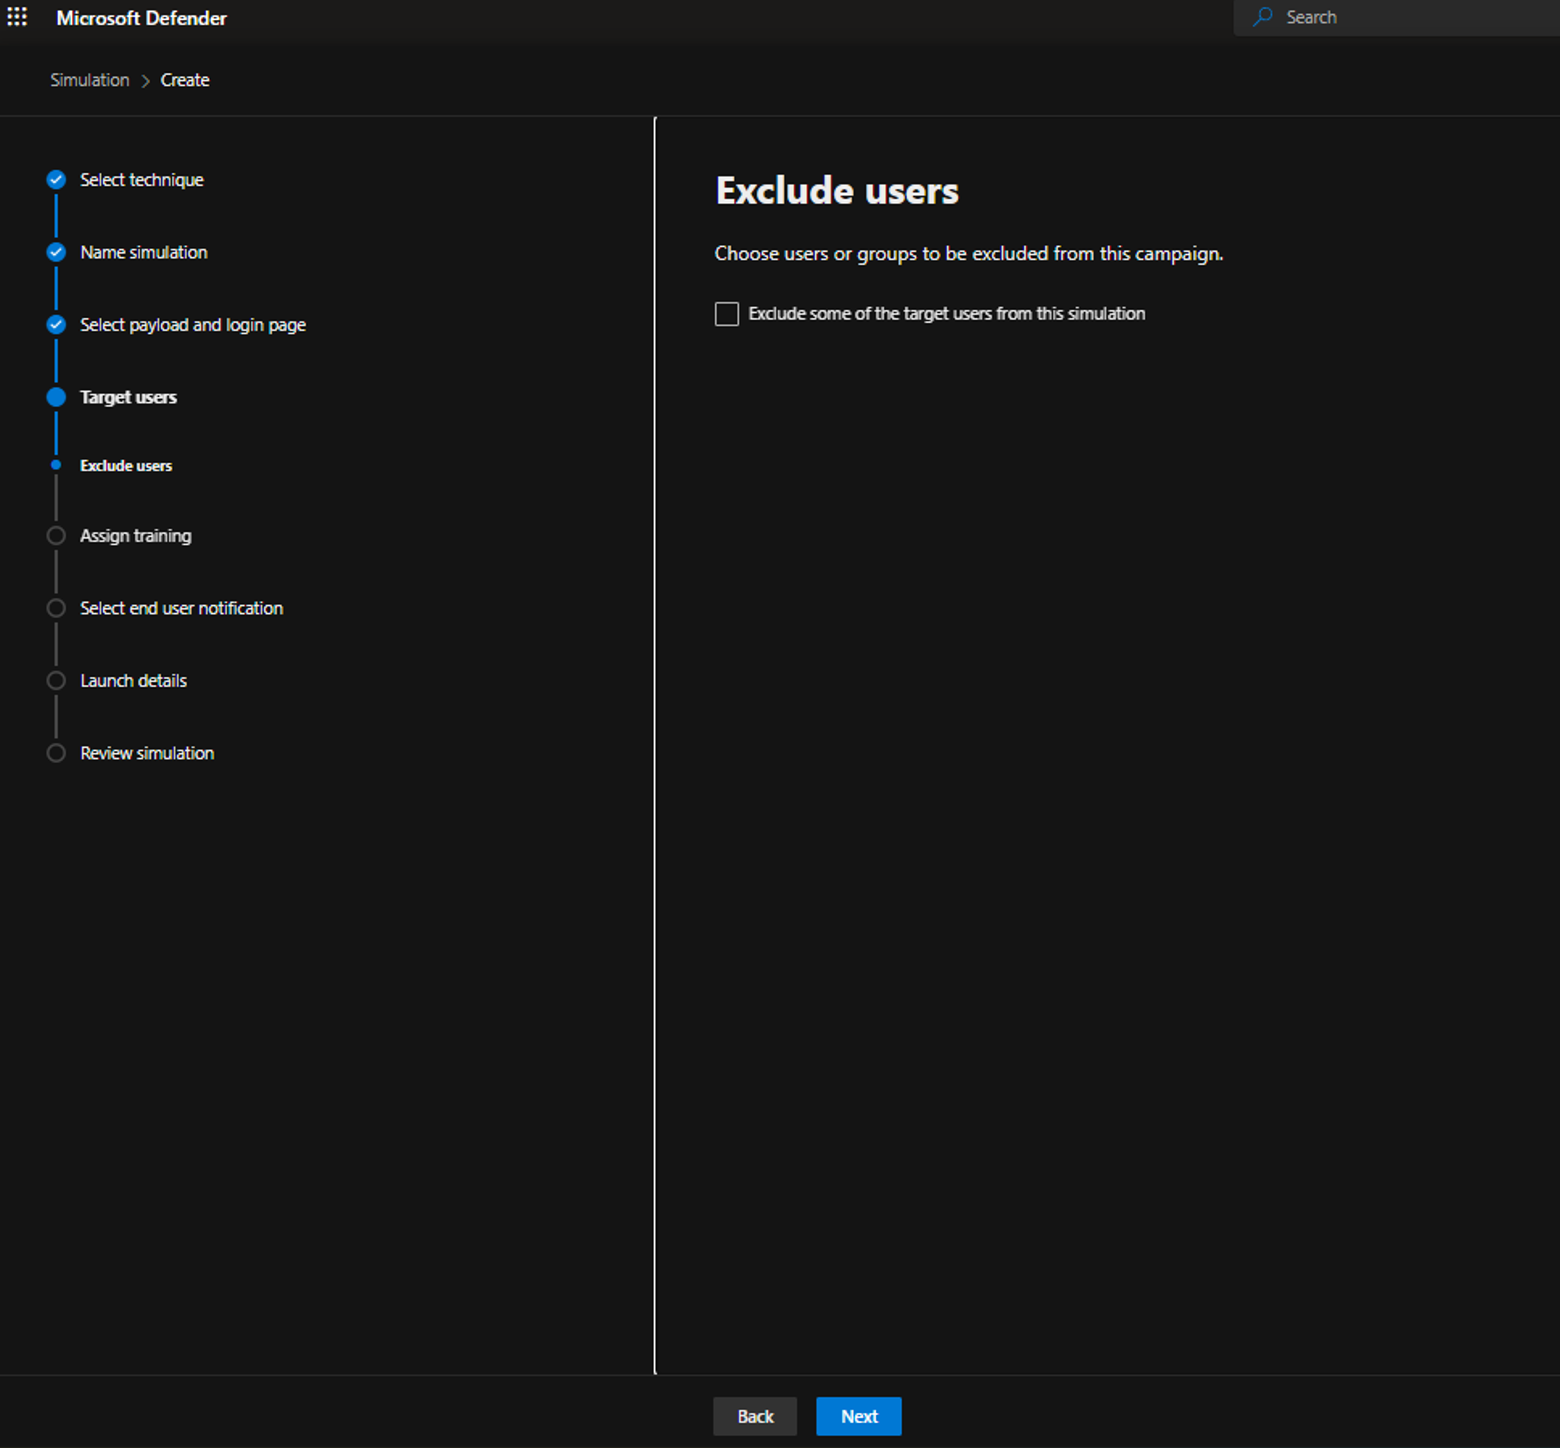 Microsoft Defender
Search
Simulation > Create
Select technique
Name simulation
Select payload and login page
Target users
Exclude users
Assign training
Select end user notification
Launch details
Review simulation
Exclude users
Choose users or groups to be excluded from this campaign.
Exclude some of the target users from this simulation
Back
Next